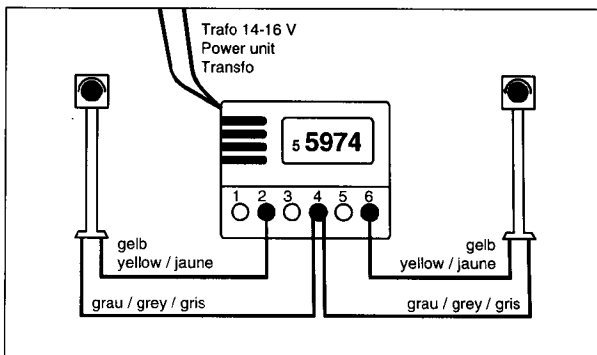 Trafo 14-16 V
Power unit
Transfo
5 5974
1 2 3 4 5 6
gelb
yellow / jaune
grau / grey / gris
gelb
yellow / jaune
grau / grey / gris